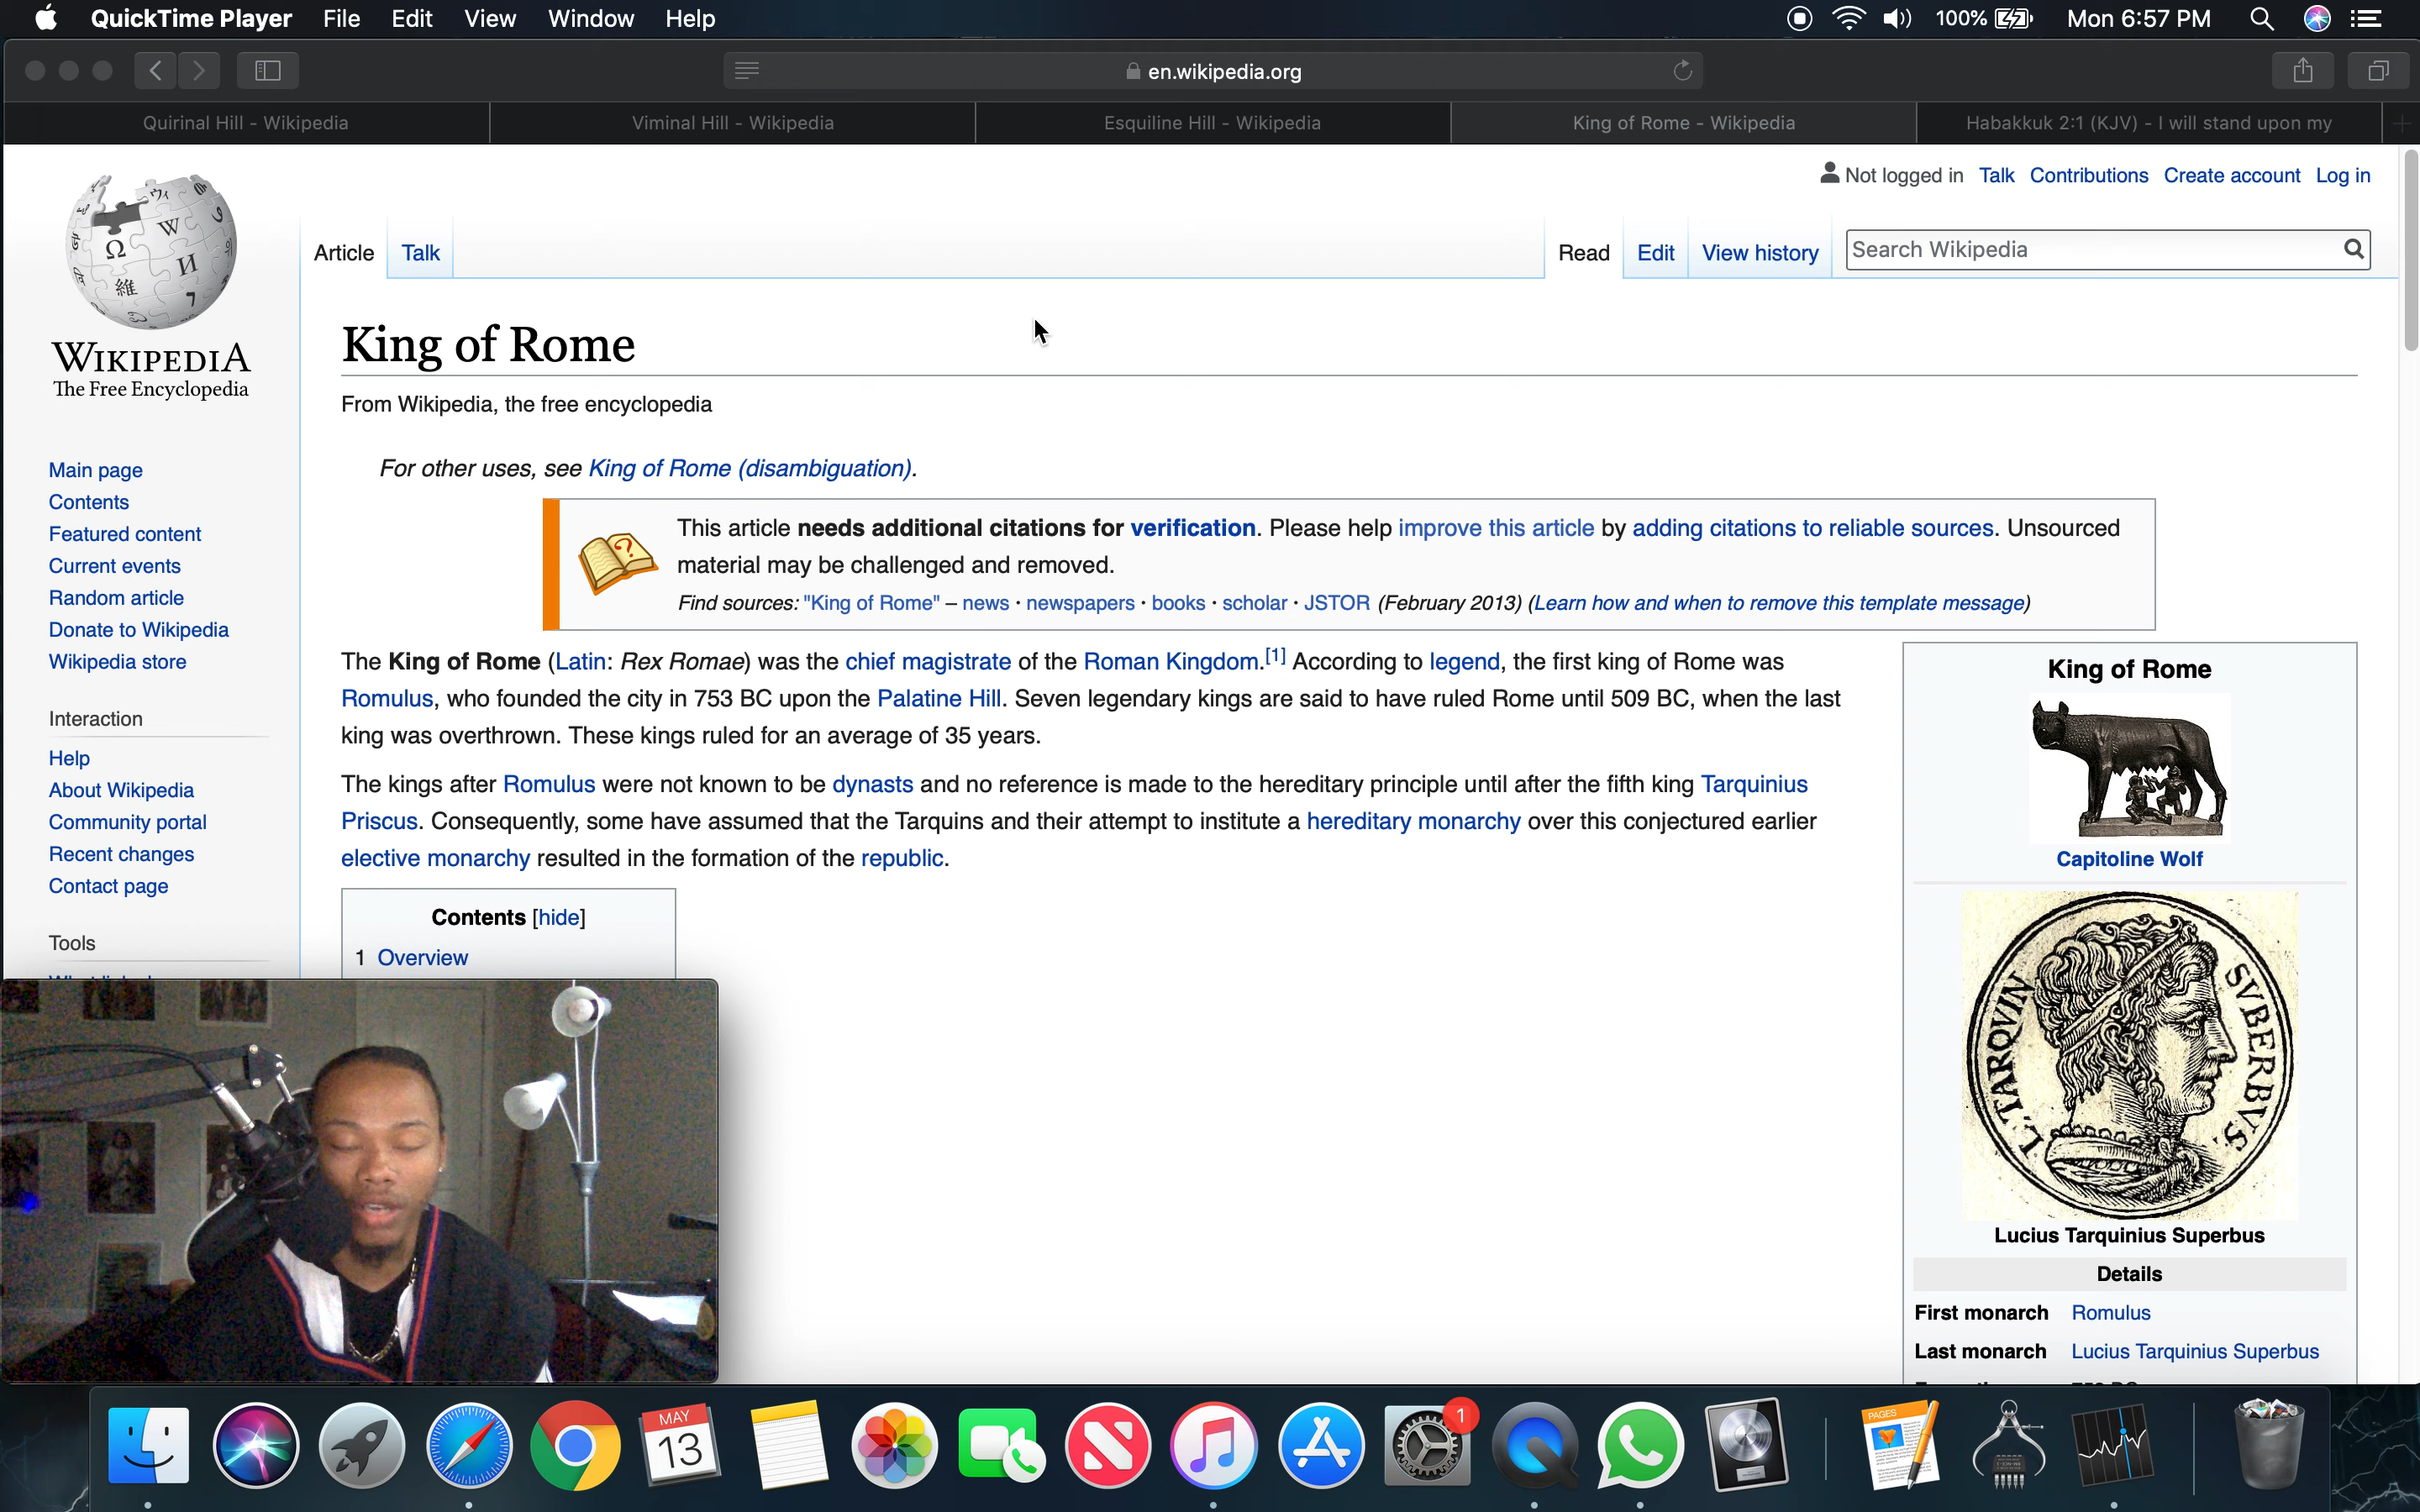 QuickTime Player File Edit View Window Help 100% Mon 6:57 PM
en.wikipedia.org
Quirinal Hill - Wikipedia Viminal Hill - Wikipedia Esquiline Hill - Wikipedia King of Rome - Wikipedia Habakkuk 2:1 (KJV) - I will stand upon my
Not logged in Talk Contributions Create account Log in
Article Talk Read Edit View history Search Wikipedia
WIKIPEDIA
The Free Encyclopedia
Main page
Contents
Featured content
Current events
Random article
Donate to Wikipedia
Wikipedia store
Interaction
Help
About Wikipedia
Community portal
Recent changes
Contact page
Tools
King of Rome
From Wikipedia, the free encyclopedia
For other uses, see King of Rome (disambiguation).
This article needs additional citations for verification. Please help improve this article by adding citations to reliable sources. Unsourced
material may be challenged and removed.
Find sources: "King of Rome" – news · newspapers · books · scholar · JSTOR (February 2013) (Learn how and when to remove this template message)
The King of Rome (Latin: Rex Romae) was the chief magistrate of the Roman Kingdom.[1] According to legend, the first king of Rome was
Romulus, who founded the city in 753 BC upon the Palatine Hill. Seven legendary kings are said to have ruled Rome until 509 BC, when the last
king was overthrown. These kings ruled for an average of 35 years.
The kings after Romulus were not known to be dynasts and no reference is made to the hereditary principle until after the fifth king Tarquinius
Priscus. Consequently, some have assumed that the Tarquins and their attempt to institute a hereditary monarchy over this conjectured earlier
elective monarchy resulted in the formation of the republic.
Contents [hide]
1 Overview
King of Rome
Capitoline Wolf
L·TARQVIN SVBERBVS
Lucius Tarquinius Superbus
Details
First monarch Romulus
Last monarch Lucius Tarquinius Superbus
MAY
13
1
PAGES